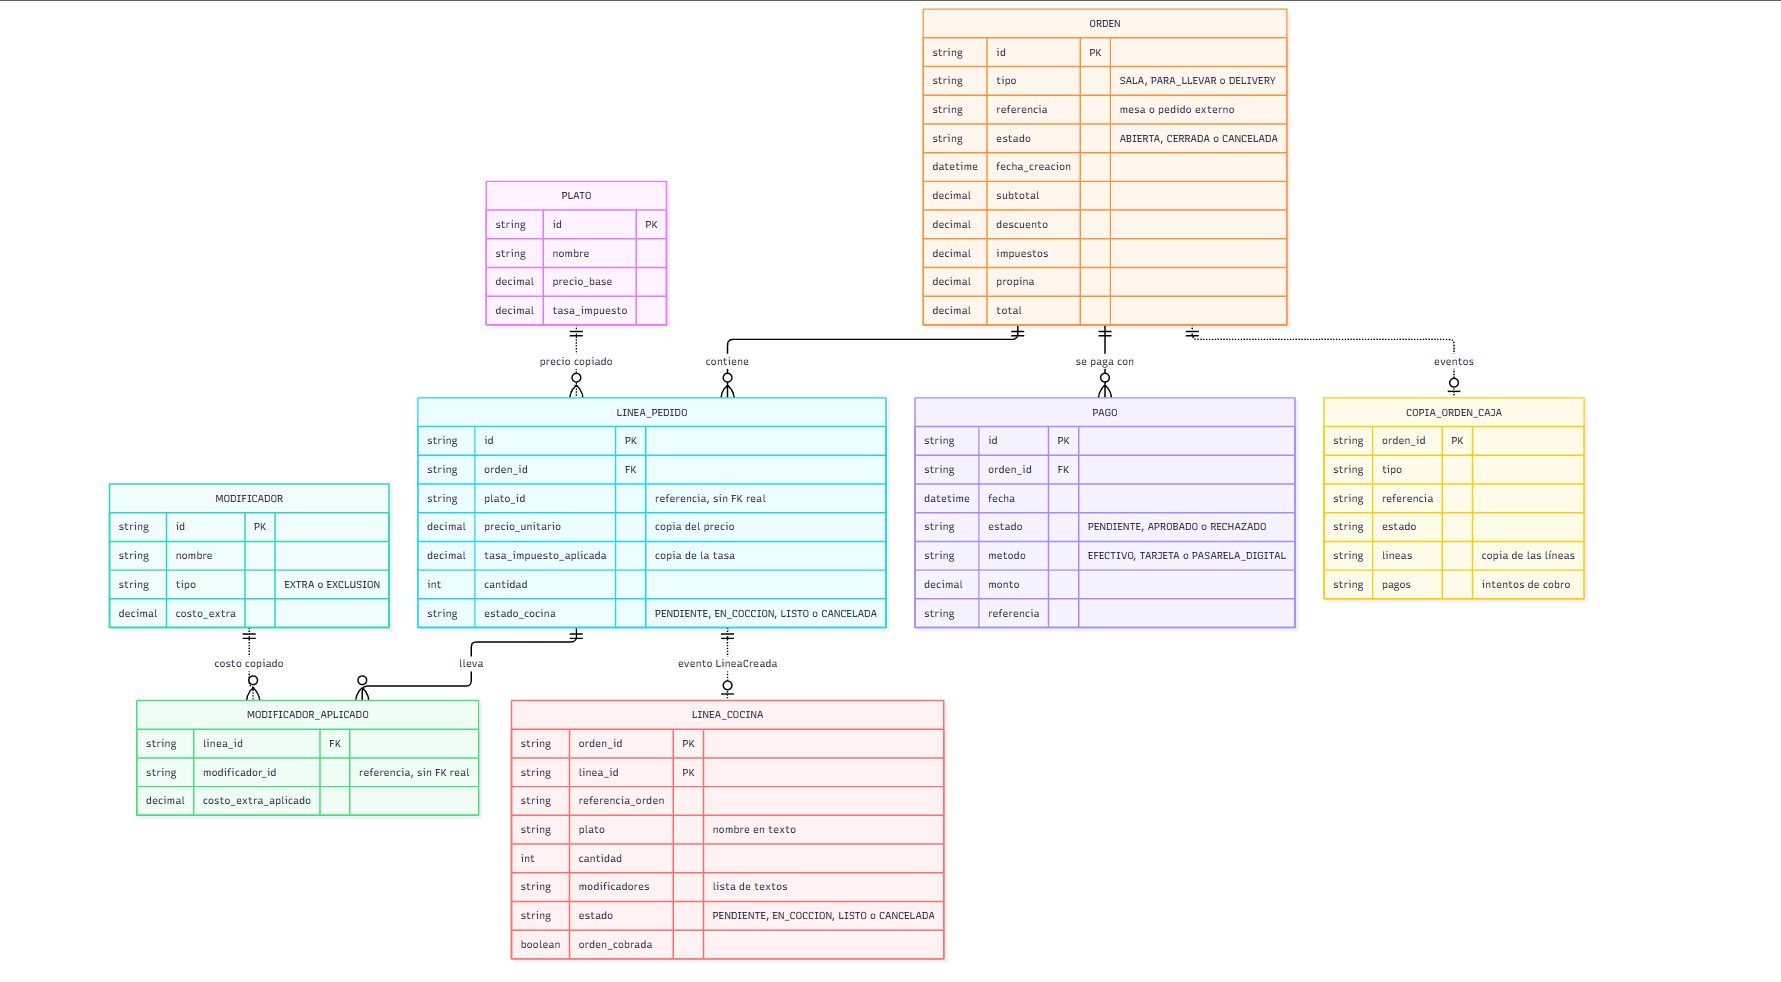 ORDEN
string id PK
string tipo SALA, PARA_LLEVAR o DELIVERY
string referencia mesa o pedido externo
string estado ABIERTA, CERRADA o CANCELADA
datetime fecha_creacion
decimal subtotal
decimal descuento
decimal impuestos
decimal propina
decimal total
PLATO
string id PK
string nombre
decimal precio_base
decimal tasa_impuesto
precio copiado
contiene
se paga con
eventos
LINEA_PEDIDO
string id PK
string orden_id FK
string plato_id referencia, sin FK real
decimal precio_unitario copia del precio
decimal tasa_impuesto_aplicada copia de la tasa
int cantidad
string estado_cocina PENDIENTE, EN_COCCION, LISTO o CANCELADA
PAGO
string id PK
string orden_id FK
datetime fecha
string estado PENDIENTE, APROBADO o RECHAZADO
string metodo EFECTIVO, TARJETA o PASARELA_DIGITAL
decimal monto
string referencia
COPIA_ORDEN_CAJA
string orden_id PK
string tipo
string referencia
string estado
string lineas copia de las líneas
string pagos intentos de cobro
MODIFICADOR
string id PK
string nombre
string tipo EXTRA o EXCLUSION
decimal costo_extra
costo copiado
lleva
evento LineaCreada
MODIFICADOR_APLICADO
string linea_id FK
string modificador_id referencia, sin FK real
decimal costo_extra_aplicado
LINEA_COCINA
string orden_id PK
string linea_id PK
string referencia_orden
string plato nombre en texto
int cantidad
string modificadores lista de textos
string estado PENDIENTE, EN_COCCION, LISTO o CANCELADA
boolean orden_cobrada